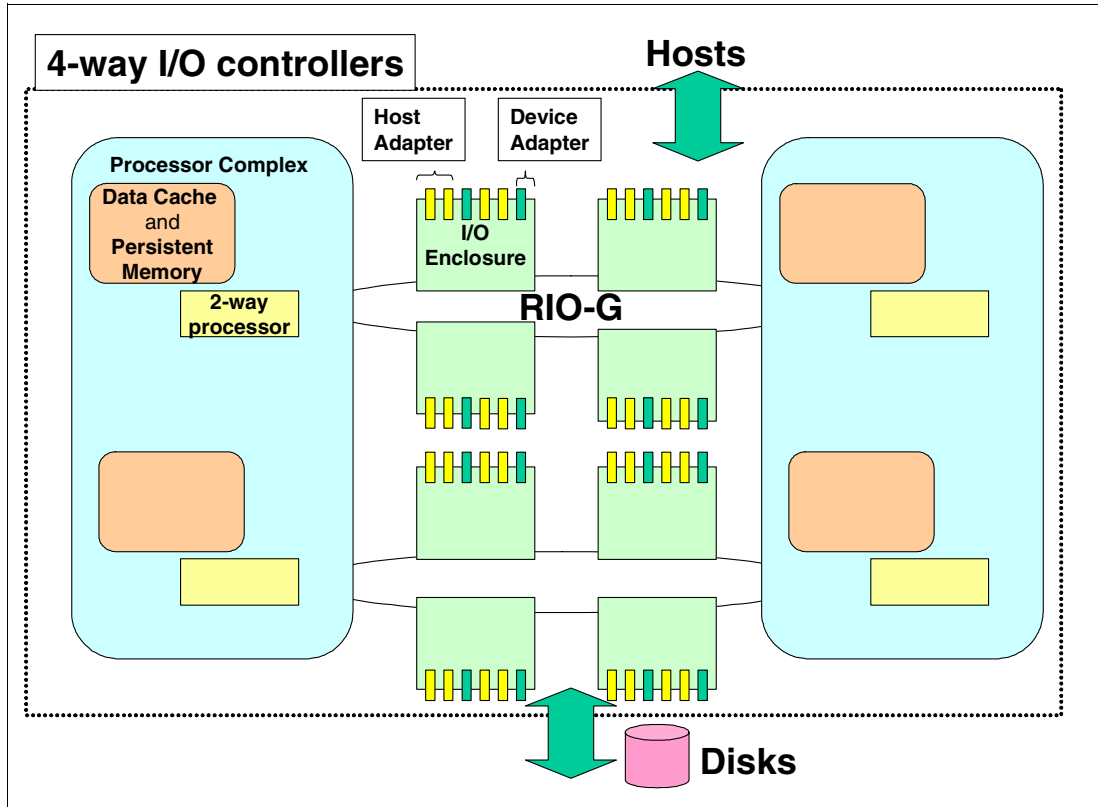 4-way I/O controllers
Hosts
Host
Adapter
Device
Adapter
Processor Complex
Data Cache
and
Persistent
Memory
2-way
processor
I/O
Enclosure
RIO-G
Disks